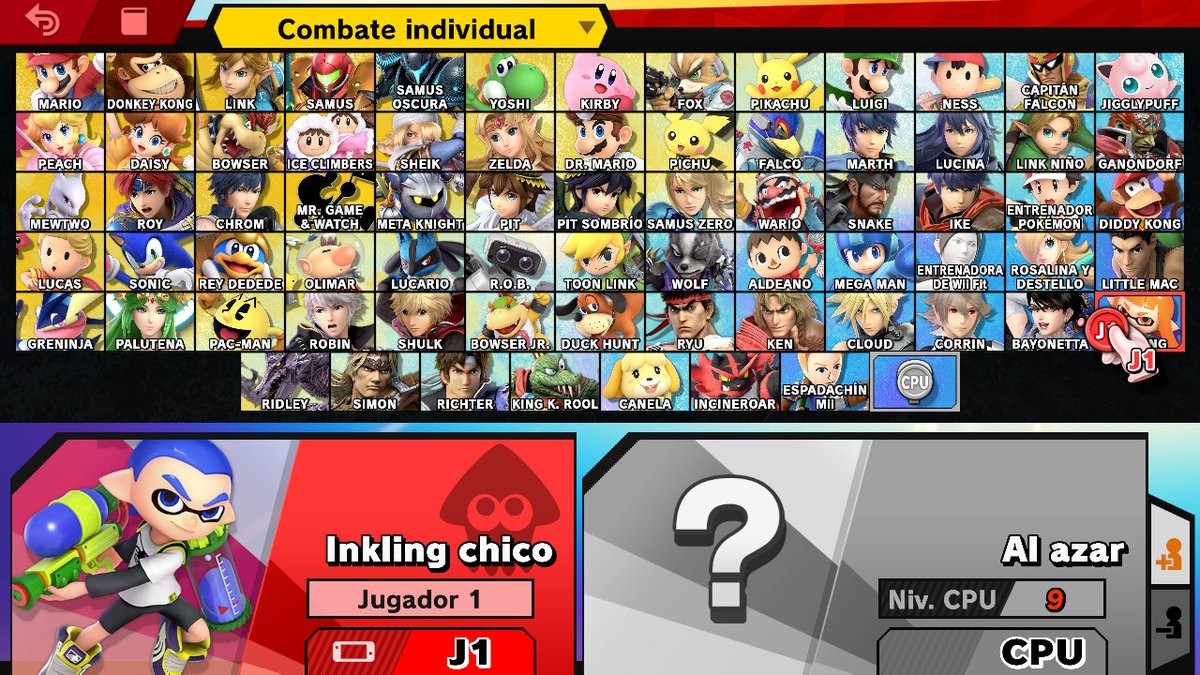 Combate individual
MARIO
DONKEY KONG
LINK
SAMUS
SAMUS
OSCURA
YOSHI
KIRBY
FOX
PIKACHU
LUIGI
NESS
CAPITÁN
FALCON
JIGGLYPUFF
PEACH
DAISY
BOWSER
ICE CLIMBERS
SHEIK
ZELDA
DR. MARIO
PICHU
FALCO
MARTH
LUCINA
LINK NIÑO
GANONDORF
MEWTWO
ROY
CHROM
MR. GAME
& WATCH
META KNIGHT
PIT
PIT SOMBRÍO
SAMUS ZERO
WARIO
SNAKE
IKE
ENTRENADOR
POKÉMON
DIDDY KONG
LUCAS
SONIC
REY DEDEDE
OLIMAR
LUCARIO
R.O.B.
TOON LINK
WOLF
ALDEANO
MEGA MAN
ENTRENADORA
DE Wii Fit
ROSALINA Y
DESTELLO
LITTLE MAC
GRENINJA
PALUTENA
PAC-MAN
ROBIN
SHULK
BOWSER JR.
DUCK HUNT
RYU
KEN
CLOUD
CORRIN
BAYONETTA
J1
RIDLEY
SIMON
RICHTER
KING K. ROOL
CANELA
INCINEROAR
ESPADACHÍN
Mii
CPU
Inkling chico
Jugador 1
J1
Al azar
Niv. CPU 9
CPU